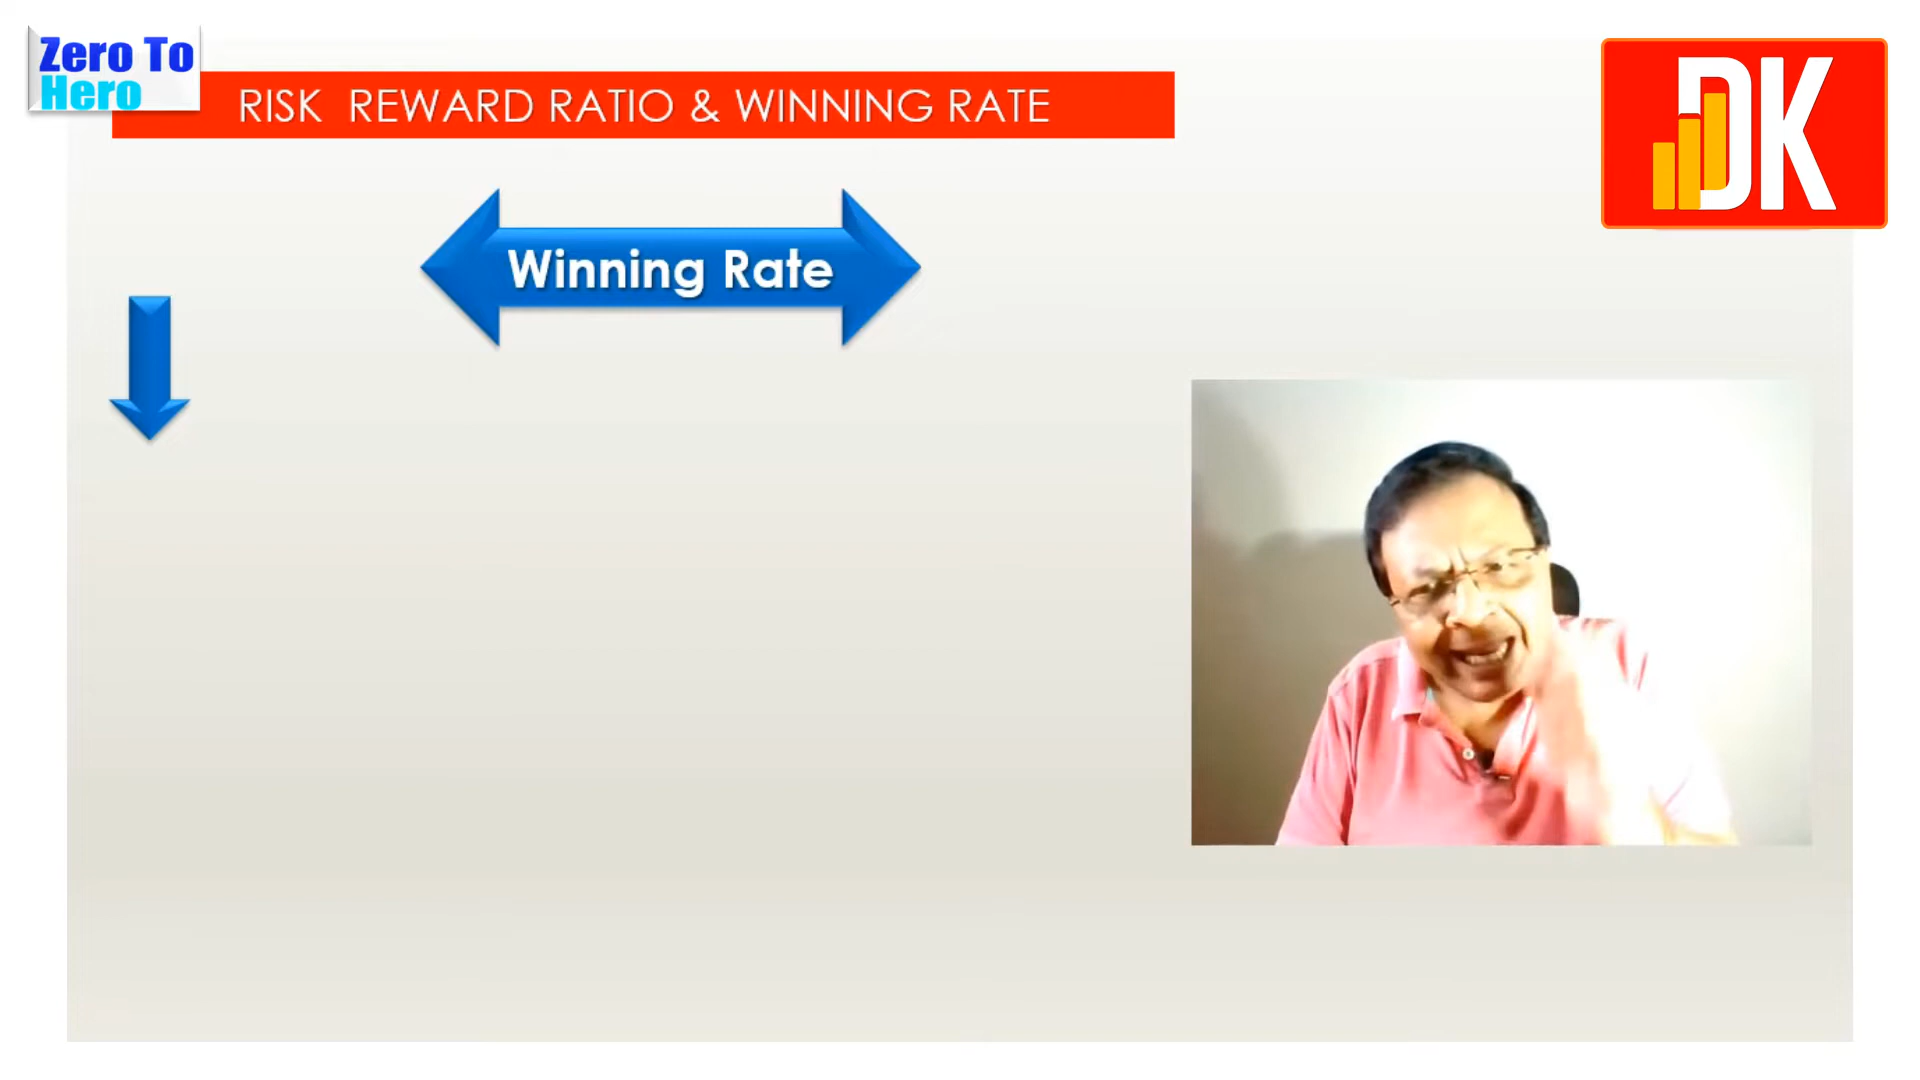 Zero To
Hero
RISK REWARD RATIO & WINNING RATE
DK
Winning Rate